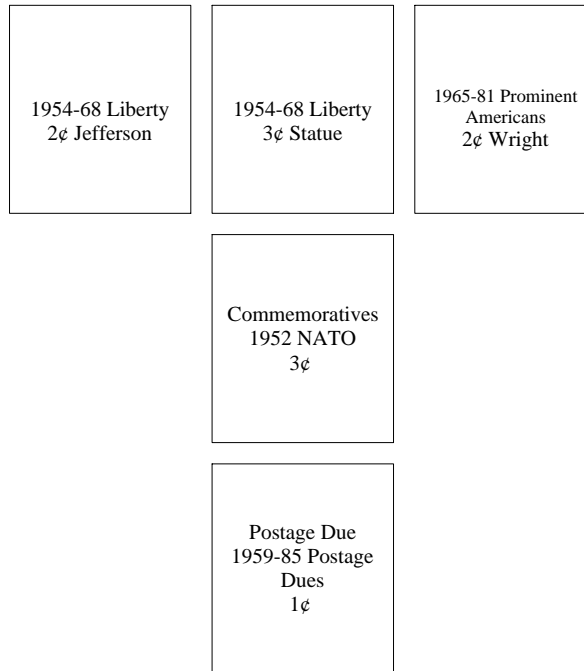 1954-68 Liberty
2¢ Jefferson
1954-68 Liberty
3¢ Statue
1965-81 Prominent
Americans
2¢ Wright
Commemoratives
1952 NATO
3¢
Postage Due
1959-85 Postage
Dues
1¢